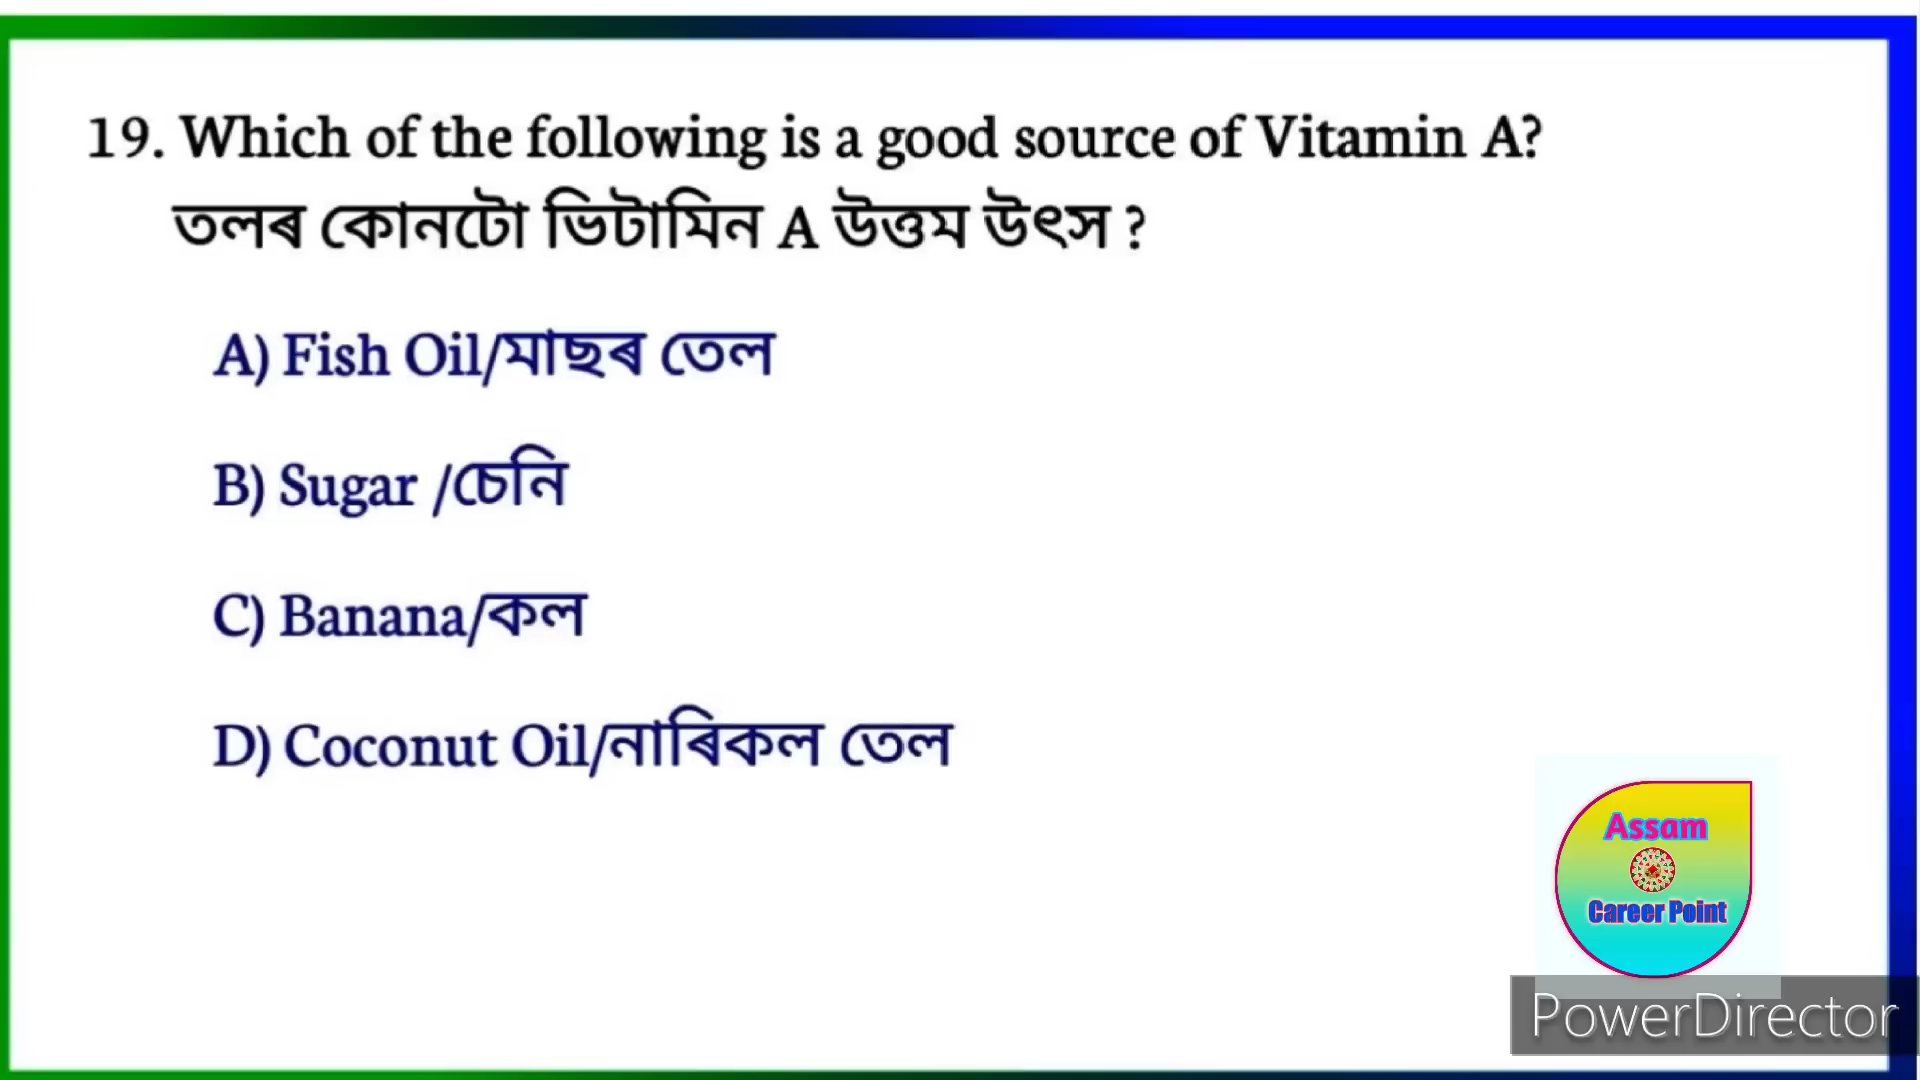 19. Which of the following is a good source of Vitamin A?
তলৰ কোনটো ভিটামিন A উত্তম উৎস ?
A) Fish Oil/মাছৰ তেল
B) Sugar /চেনি
C) Banana/কল
D) Coconut Oil/নাৰিকল তেল
Assam
Career Point
PowerDirector